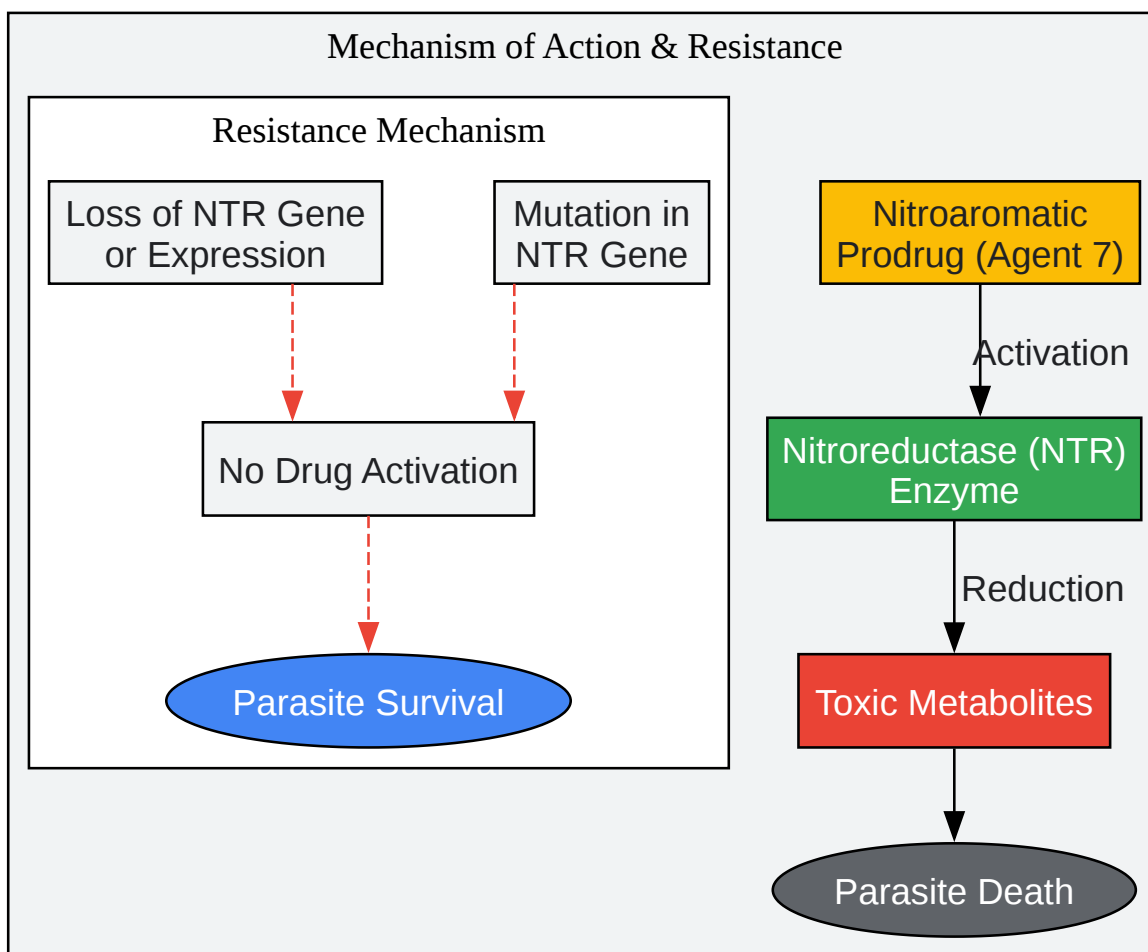 Mechanism of Action & Resistance
Resistance Mechanism
Loss of NTR Gene
or Expression
Mutation in
NTR Gene
No Drug Activation
Parasite Survival
Nitroaromatic
Prodrug (Agent 7)
Activation
Nitroreductase (NTR)
Enzyme
Reduction
Toxic Metabolites
Parasite Death